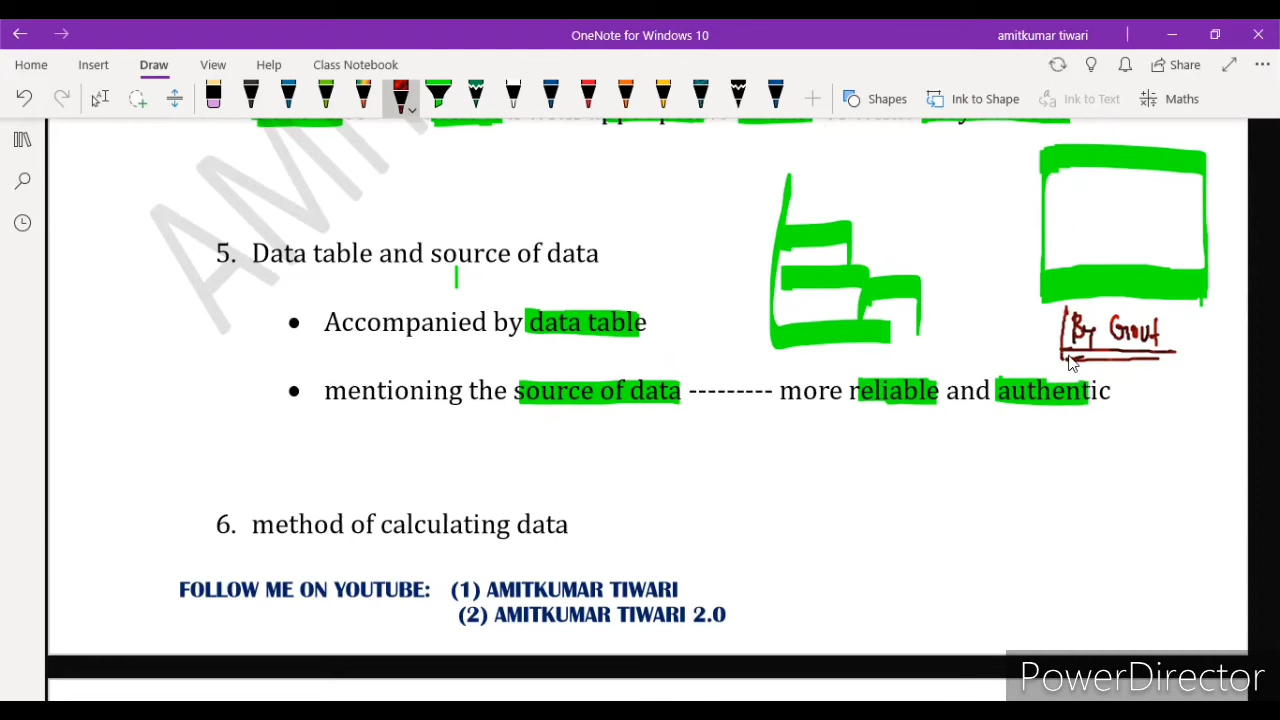 OneNote for Windows 10
amitkumar tiwari
Home Insert Draw View Help Class Notebook Share
Shapes Ink to Shape Ink to Text Maths
AM
5. Data table and source of data
• Accompanied by data table
By Govt
• mentioning the source of data --------- more reliable and authentic
6. method of calculating data
FOLLOW ME ON YOUTUBE: (1) AMITKUMAR TIWARI
(2) AMITKUMAR TIWARI 2.0
PowerDirector